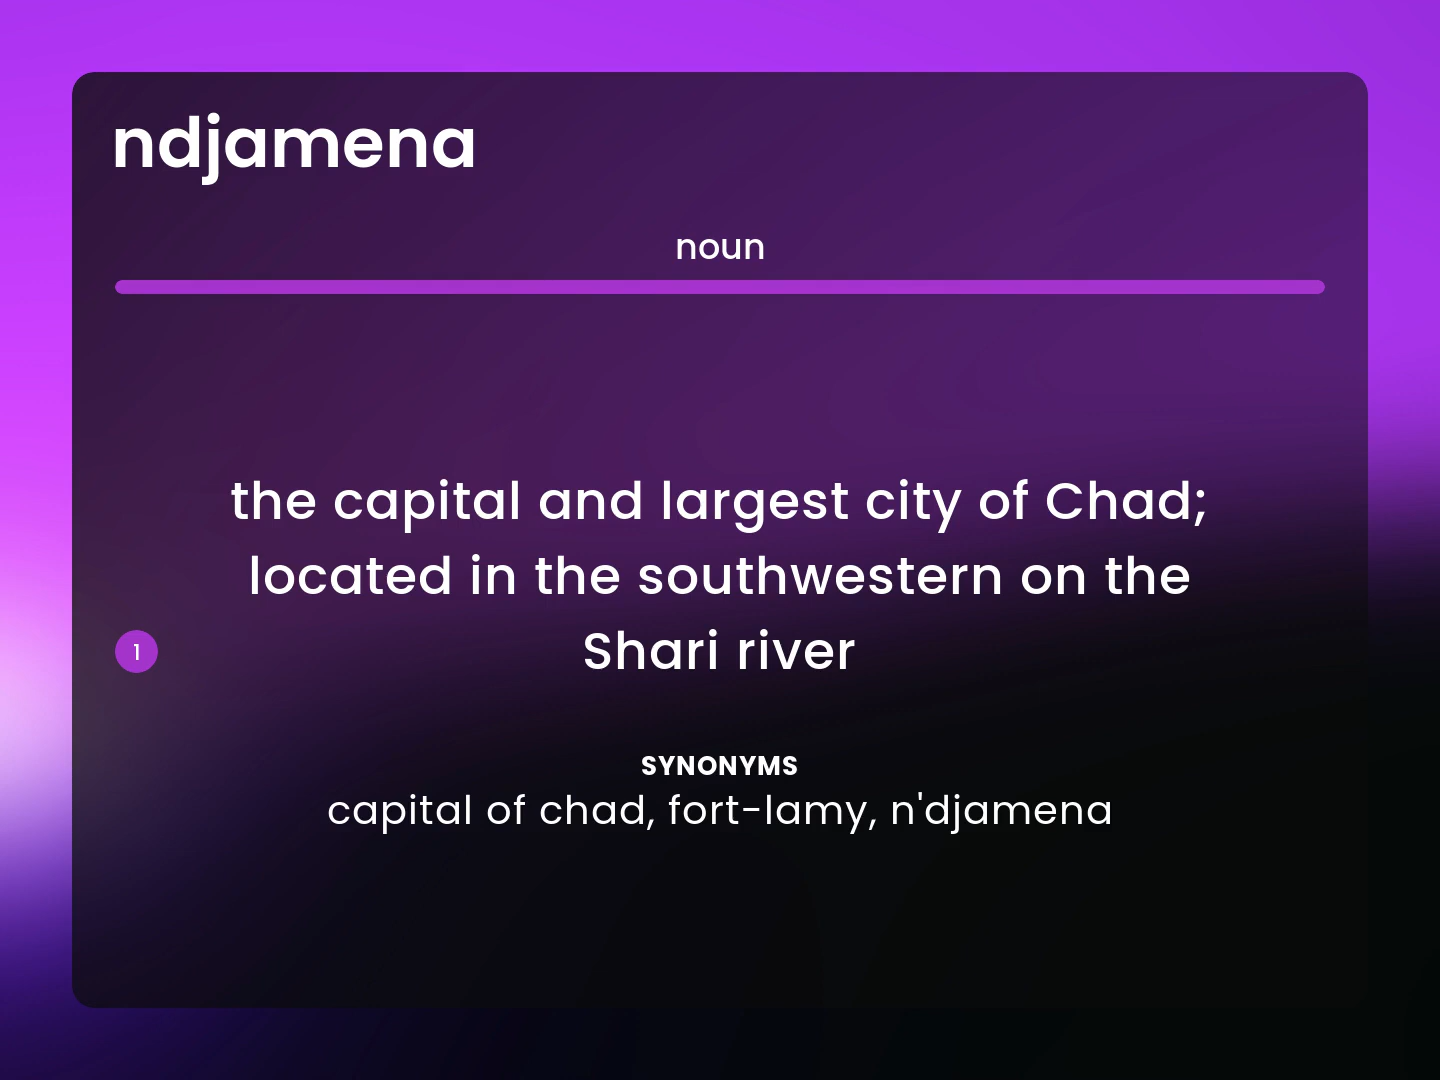 ndjamena
noun
the capital and largest city of Chad;
located in the southwestern on the
1
Shari river
SYNONYMS
capital of chad, fort-lamy, n'djamena